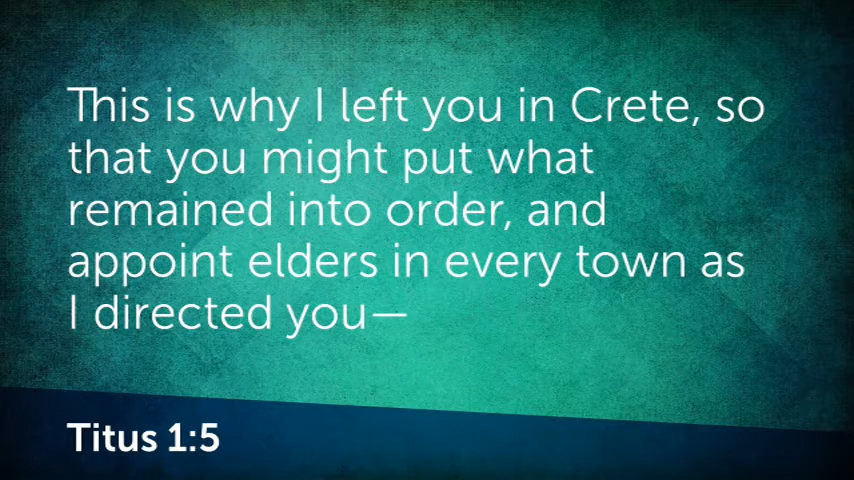 This is why I left you in Crete, so
that you might put what
remained into order, and
appoint elders in every town as
I directed you—
Titus 1:5